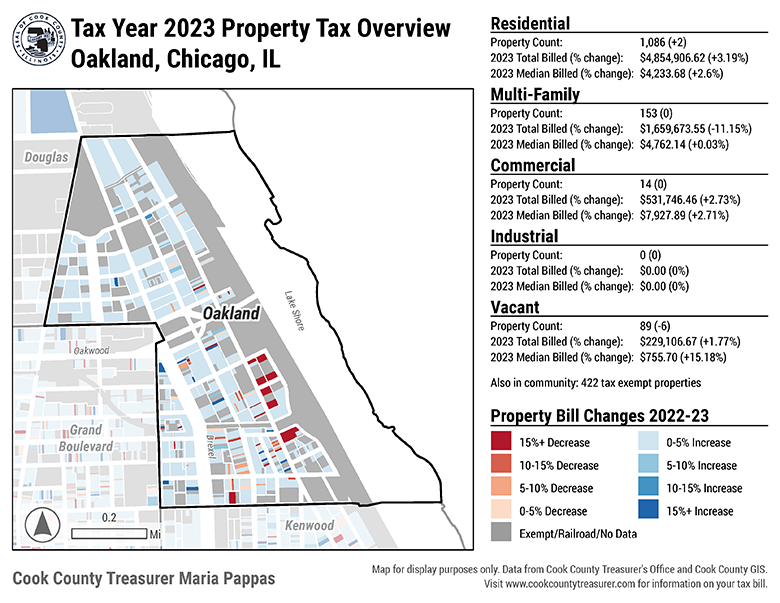 SEAL OF COOK COUNTY
ILLINOIS
Tax Year 2023 Property Tax Overview
Oakland, Chicago, IL
Douglas
Oakland
Lake Shore
Oakwood
Grand
Boulevard
Drexel
Kenwood
0.2
Mi
Residential
Property Count: 1,086 (+2)
2023 Total Billed (% change): $4,854,906.62 (+3.19%)
2023 Median Billed (% change): $4,233.68 (+2.6%)
Multi-Family
Property Count: 153 (0)
2023 Total Billed (% change): $1,659,673.55 (-11.15%)
2023 Median Billed (% change): $4,762.14 (+0.03%)
Commercial
Property Count: 14 (0)
2023 Total Billed (% change): $531,746.46 (+2.73%)
2023 Median Billed (% change): $7,927.89 (+2.71%)
Industrial
Property Count: 0 (0)
2023 Total Billed (% change): $0.00 (0%)
2023 Median Billed (% change): $0.00 (0%)
Vacant
Property Count: 89 (-6)
2023 Total Billed (% change): $229,106.67 (+1.77%)
2023 Median Billed (% change): $755.70 (+15.18%)
Also in community: 422 tax exempt properties
Property Bill Changes 2022-23
15%+ Decrease
10-15% Decrease
5-10% Decrease
0-5% Decrease
0-5% Increase
5-10% Increase
10-15% Increase
15%+ Increase
Exempt/Railroad/No Data
Cook County Treasurer Maria Pappas
Map for display purposes only. Data from Cook County Treasurer's Office and Cook County GIS.
Visit www.cookcountytreasurer.com for information on your tax bill.